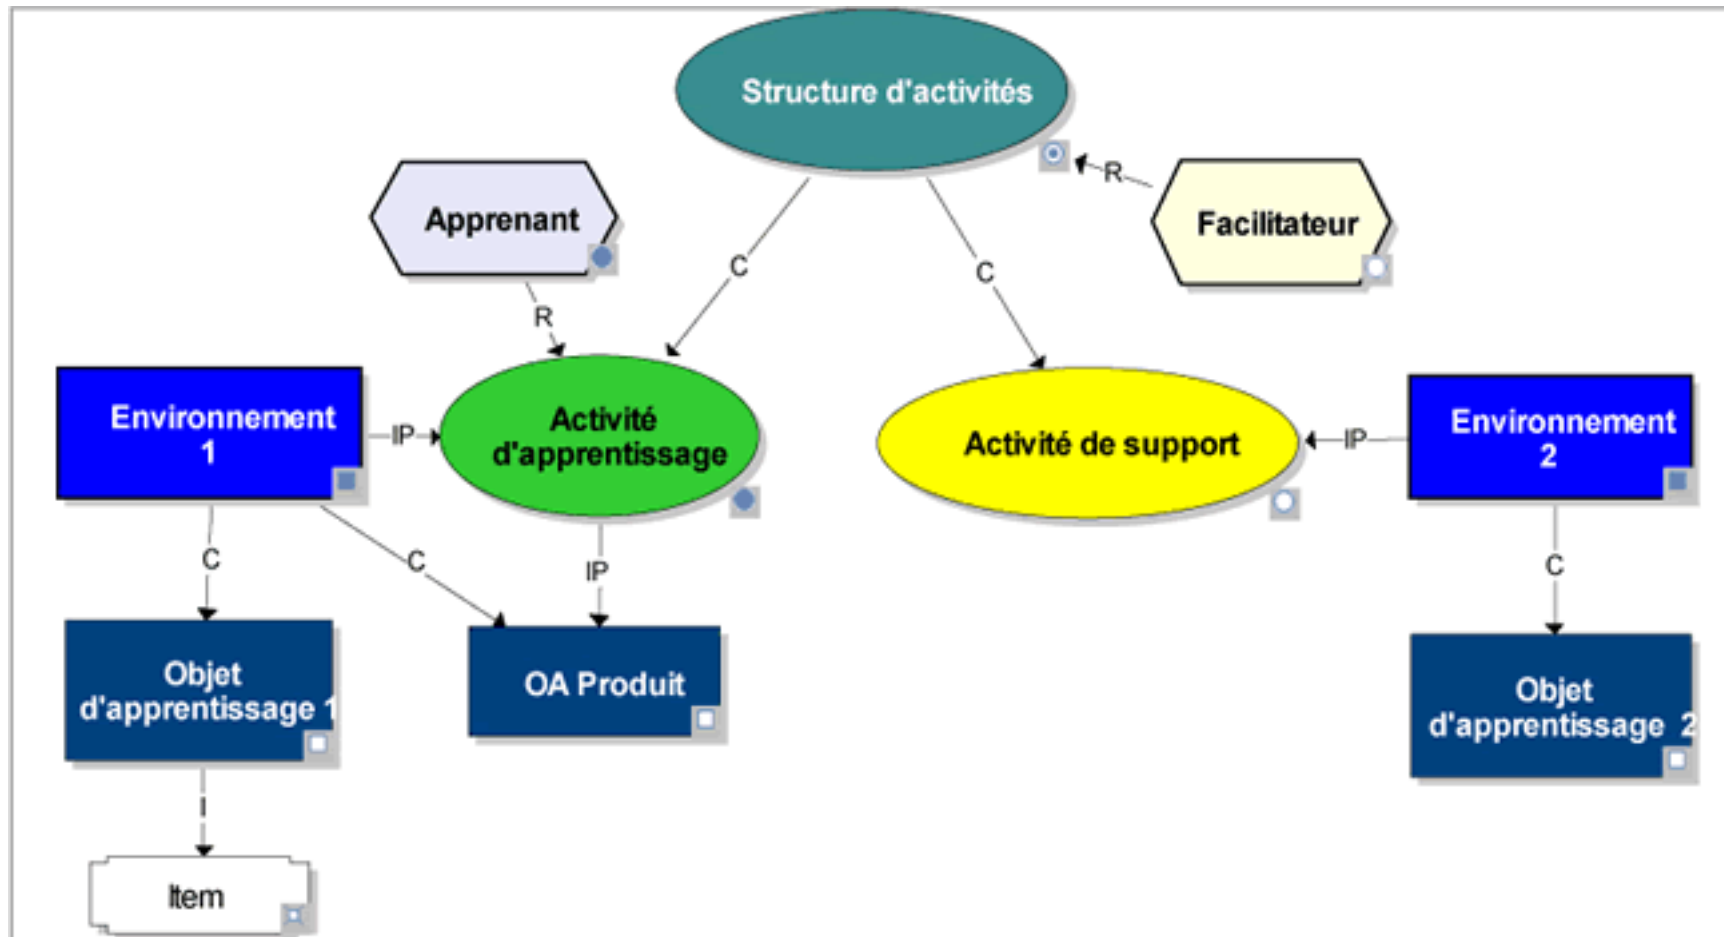 Structure d'activités
R
Apprenant
Facilitateur
C
C
R
Environnement
1
IP
Activité
d'apprentissage
Activité de support
IP
Environnement
2
C
C
IP
C
Objet
d'apprentissage 1
OA Produit
Objet
d'apprentissage 2
I
Item